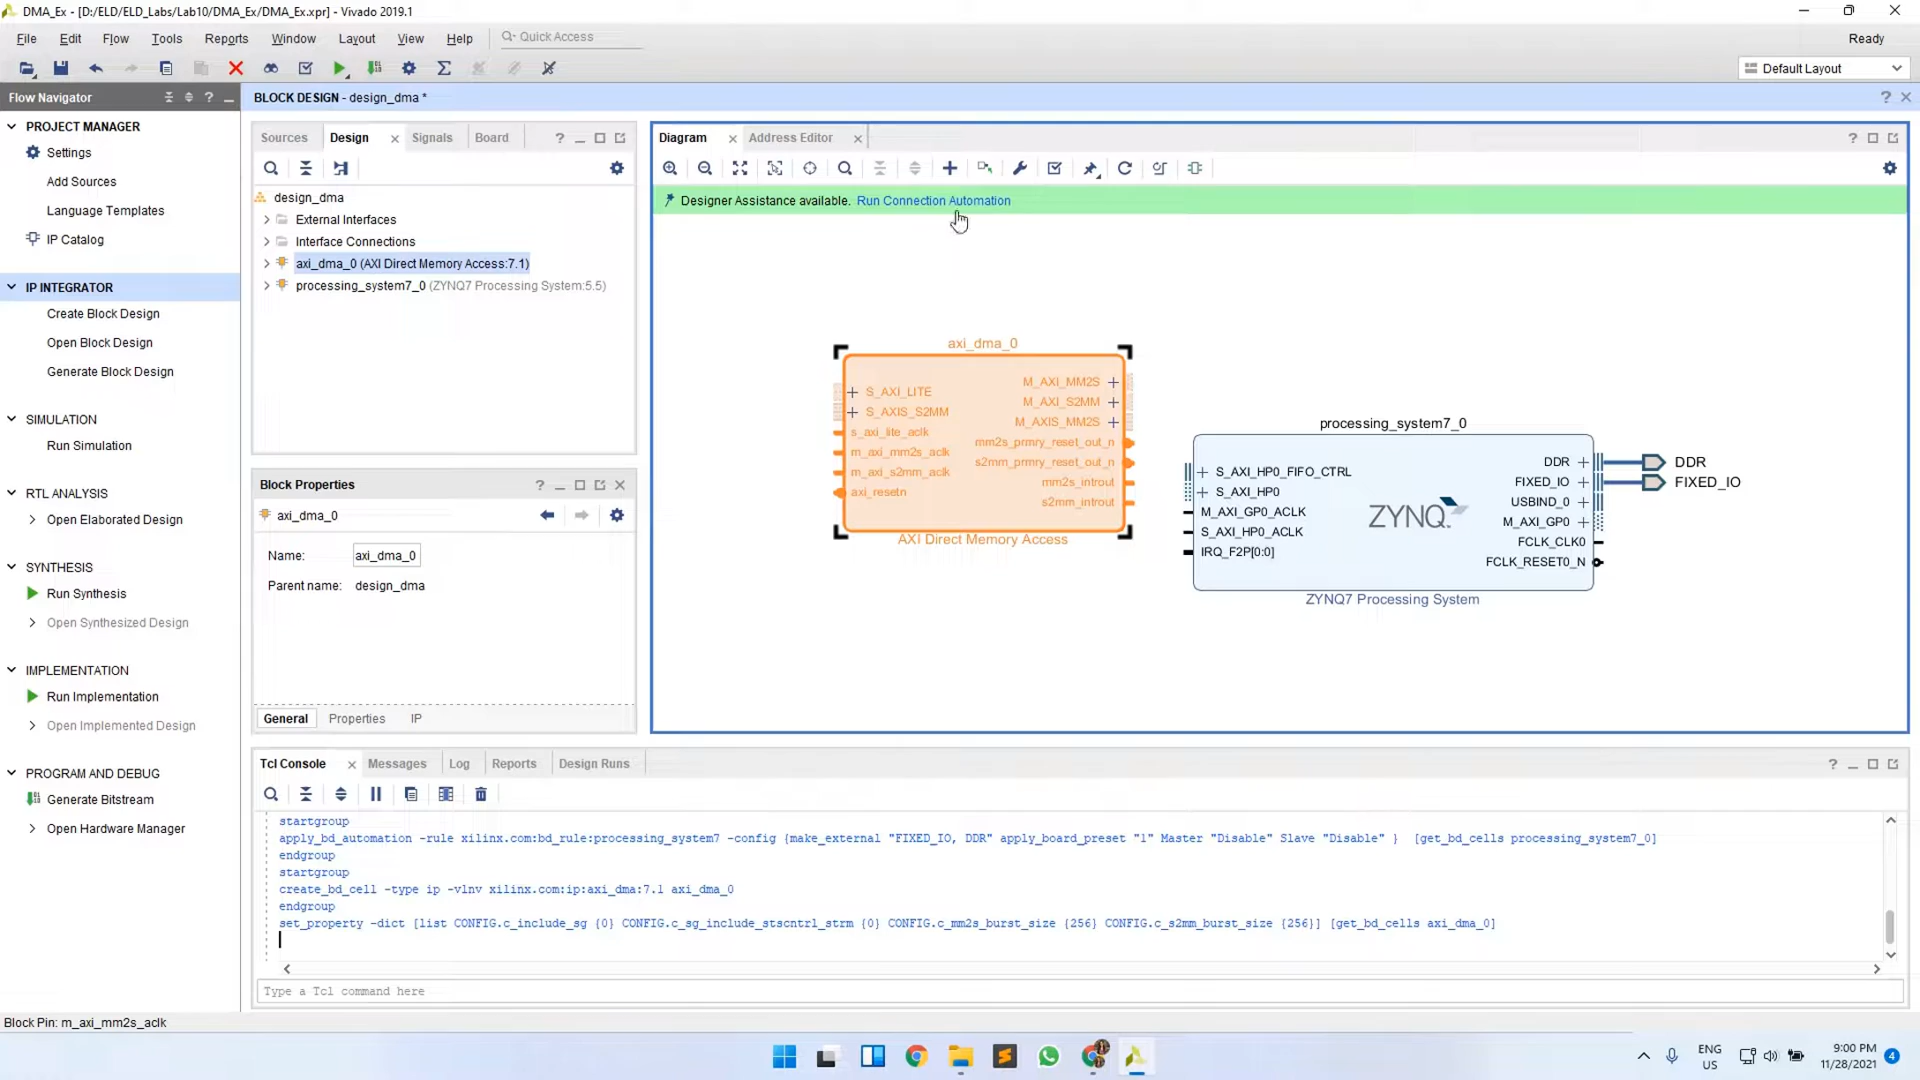 DMA_Ex - [D:/ELD/ELD_Labs/Lab10/DMA_Ex/DMA_Ex.xpr] - Vivado 2019.1
File Edit Flow Tools Reports Window Layout View Help Quick Access
Ready
Default Layout
Flow Navigator
PROJECT MANAGER
Settings
Add Sources
Language Templates
IP Catalog
IP INTEGRATOR
Create Block Design
Open Block Design
Generate Block Design
SIMULATION
Run Simulation
RTL ANALYSIS
Open Elaborated Design
SYNTHESIS
Run Synthesis
Open Synthesized Design
IMPLEMENTATION
Run Implementation
Open Implemented Design
PROGRAM AND DEBUG
Generate Bitstream
Open Hardware Manager
BLOCK DESIGN - design_dma *
Sources Design Signals Board
design_dma
External Interfaces
Interface Connections
axi_dma_0 (AXI Direct Memory Access:7.1)
processing_system7_0 (ZYNQ7 Processing System:5.5)
Block Properties
axi_dma_0
Name: axi_dma_0
Parent name: design_dma
General Properties IP
Diagram Address Editor
Designer Assistance available. Run Connection Automation
axi_dma_0
S_AXI_LITE
S_AXIS_S2MM
s_axi_lite_aclk
m_axi_mm2s_aclk
m_axi_s2mm_aclk
axi_resetn
M_AXI_MM2S
M_AXI_S2MM
M_AXIS_MM2S
mm2s_prmry_reset_out_n
s2mm_prmry_reset_out_n
mm2s_introut
s2mm_introut
AXI Direct Memory Access
processing_system7_0
S_AXI_HP0_FIFO_CTRL
S_AXI_HP0
M_AXI_GP0_ACLK
S_AXI_HP0_ACLK
IRQ_F2P[0:0]
ZYNQ
DDR
FIXED_IO
USBIND_0
M_AXI_GP0
FCLK_CLK0
FCLK_RESET0_N
DDR
FIXED_IO
ZYNQ7 Processing System
Tcl Console Messages Log Reports Design Runs
startgroup
apply_bd_automation -rule xilinx.com:bd_rule:processing_system7 -config {make_external "FIXED_IO, DDR" apply_board_preset "1" Master "Disable" Slave "Disable" } [get_bd_cells processing_system7_0]
endgroup
startgroup
create_bd_cell -type ip -vlnv xilinx.com:ip:axi_dma:7.1 axi_dma_0
endgroup
set_property -dict [list CONFIG.c_include_sg {0} CONFIG.c_sg_include_stscntrl_strm {0} CONFIG.c_mm2s_burst_size {256} CONFIG.c_s2mm_burst_size {256}] [get_bd_cells axi_dma_0]
Type a Tcl command here
Block Pin: m_axi_mm2s_aclk
ENG
US
9:00 PM
11/28/2021
4